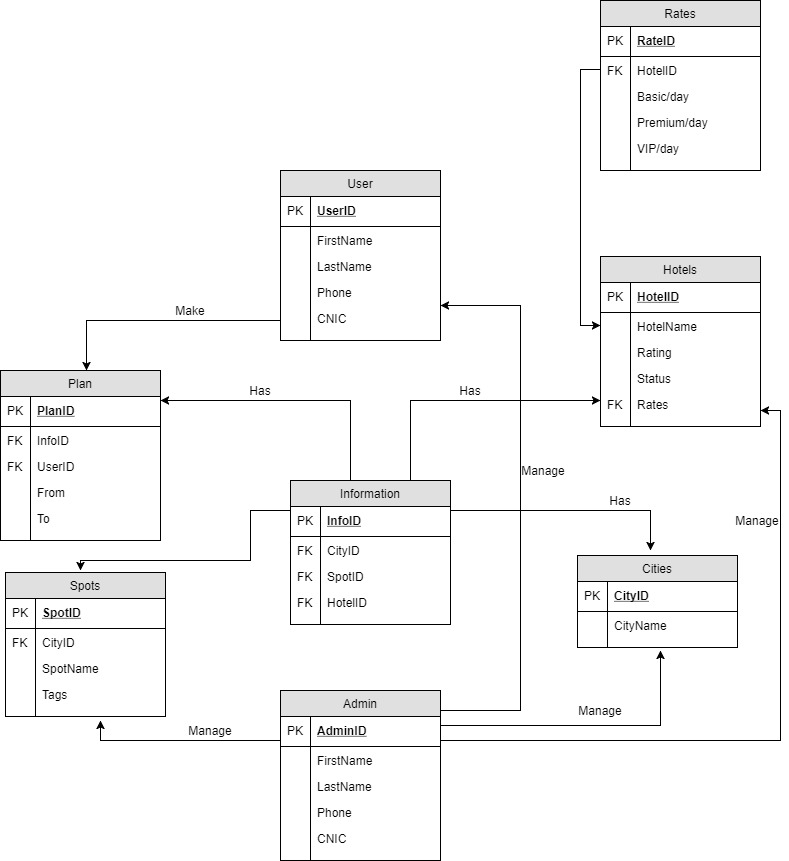 Rates
PK RateID
FK HotelID
Basic/day
Premium/day
VIP/day
User
PK UserID
FirstName
LastName
Phone
CNIC
Hotels
PK HotelID
HotelName
Rating
Status
FK Rates
Make
Plan
PK PlanID
FK InfoID
FK UserID
From
To
Has
Has
Manage
Information
PK InfoID
FK CityID
FK SpotID
FK HotelID
Has
Manage
Cities
PK CityID
CityName
Spots
PK SpotID
FK CityID
SpotName
Tags
Admin
PK AdminID
FirstName
LastName
Phone
CNIC
Manage
Manage